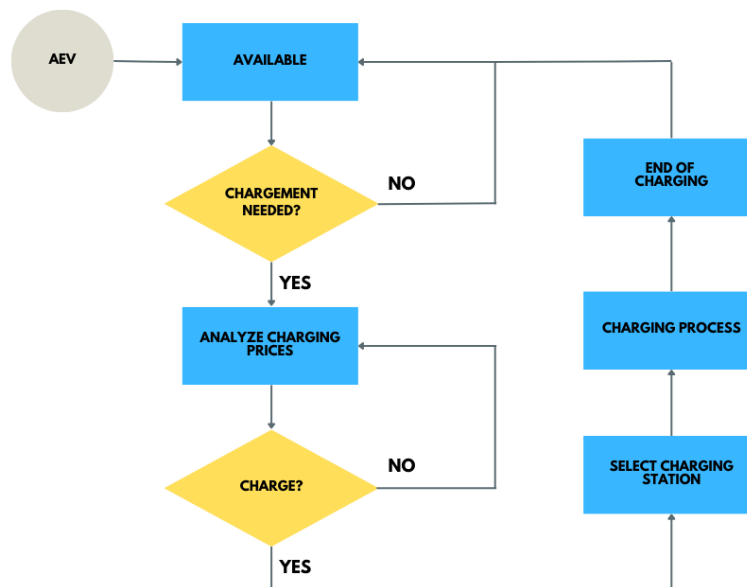 AEV
AVAILABLE
CHARGEMENT
NEEDED?
NO
YES
ANALYZE CHARGING
PRICES
CHARGE?
NO
YES
SELECT CHARGING
STATION
CHARGING PROCESS
END OF
CHARGING